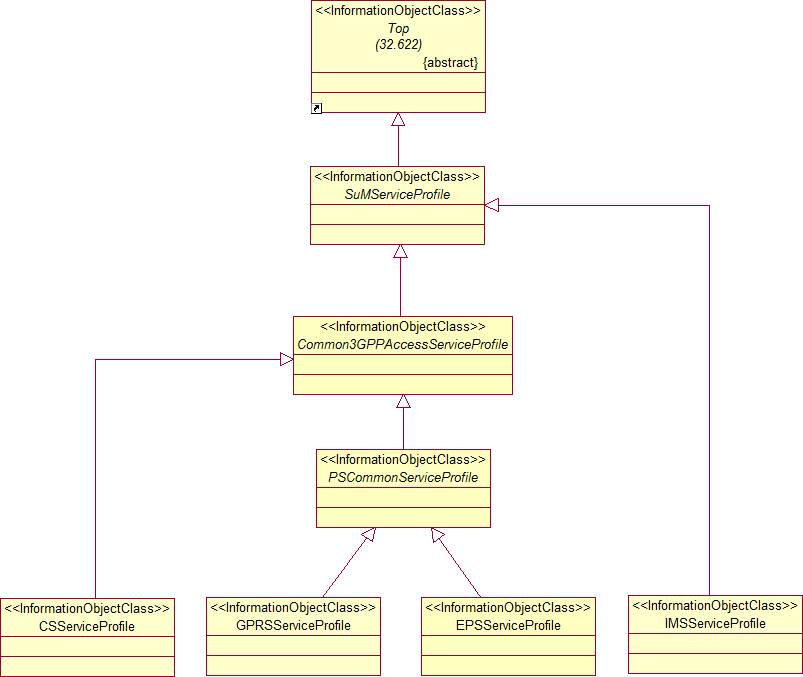 <<InformationObjectClass>>
Top
(32.622)
{abstract}
<<InformationObjectClass>>
SuMServiceProfile
<<InformationObjectClass>>
Common3GPPAccessServiceProfile
<<InformationObjectClass>>
PSCommonServiceProfile
<<InformationObjectClass>>
CSServiceProfile
<<InformationObjectClass>>
GPRSServiceProfile
<<InformationObjectClass>>
EPSServiceProfile
<<InformationObjectClass>>
IMSServiceProfile